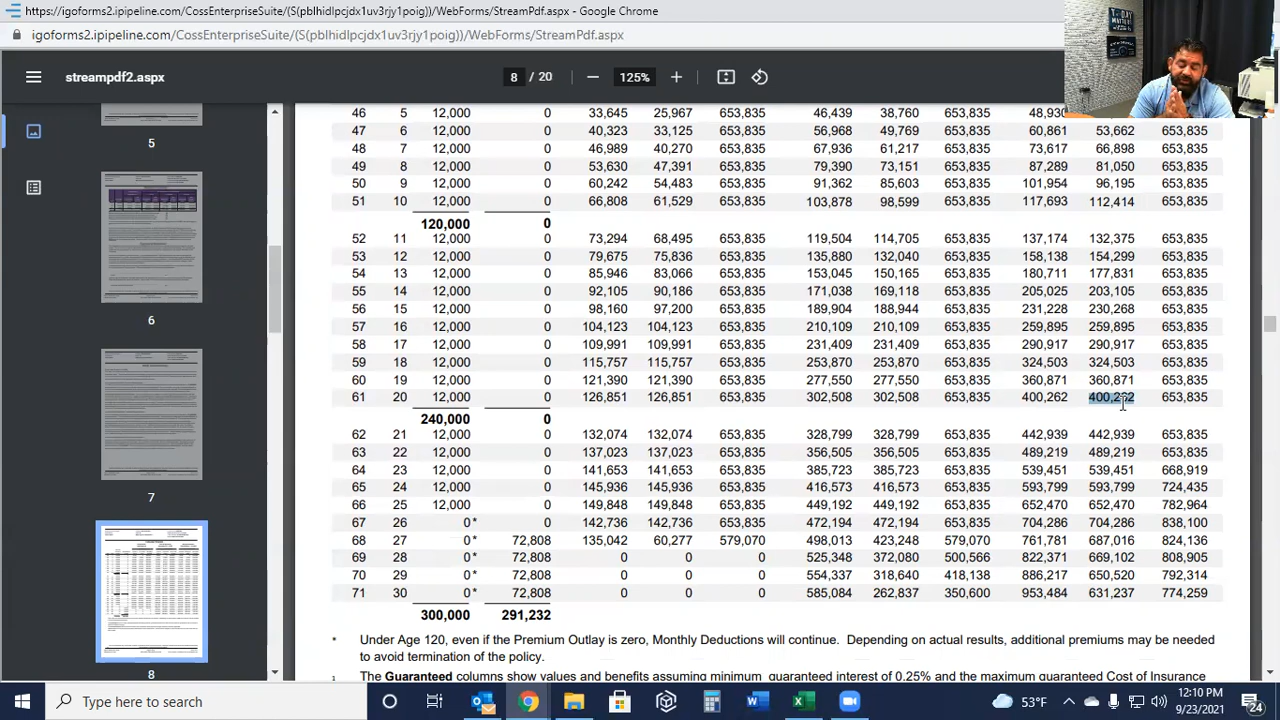 https://igoforms2.ipipeline.com/CossEnterpriseSuite/(S(pblhidlpcjdx1uv3rjy1poig))/WebForms/StreamPdf.aspx - Google Chrome
igoforms2.ipipeline.com/CossEnterpriseSuite/(S(pblhidlpcjdx1uv3 g))/WebForms/StreamPdf.aspx
streampdf2.aspx 8 / 20 125%
5
6
7
8
46 5 12,000 33,645 25,967 653,835 46,439 38,760 48,930
47 6 12,000 0 40,323 33,125 653,835 56,968 49,769 653,835 60,861 53,662 653,835
48 7 12,000 0 46,989 40,270 653,835 67,936 61,217 653,835 73,617 66,898 653,835
49 8 12,000 0 53,630 47,391 653,835 79,390 73,151 653,835 87,289 81,050 653,835
50 9 12,000 0 60,242 54,483 653,835 91,362 85,603 653,835 101,954 96,195 653,835
51 10 12,000 0 66,808 61,529 653,835 103,878 98,599 653,835 117,693 112,414 653,835
120,000 0
52 11 12,000 0 73,294 68,495 653,835 119,504 114,705 653,835 137,174 132,375 653,835
53 12 12,000 0 79,675 75,836 653,835 135,880 132,040 653,835 158,138 154,299 653,835
54 13 12,000 0 85,946 83,066 653,835 153,045 150,165 653,835 180,711 177,831 653,835
55 14 12,000 0 92,105 90,186 653,835 171,038 169,118 653,835 205,025 203,105 653,835
56 15 12,000 0 98,160 97,200 653,835 189,904 188,944 653,835 231,228 230,268 653,835
57 16 12,000 0 104,123 104,123 653,835 210,109 210,109 653,835 259,895 259,895 653,835
58 17 12,000 0 109,991 109,991 653,835 231,409 231,409 653,835 290,917 290,917 653,835
59 18 12,000 0 115,757 115,757 653,835 253,870 253,870 653,835 324,503 324,503 653,835
60 19 12,000 0 121,390 121,390 653,835 277,550 277,550 653,835 360,871 360,871 653,835
61 20 12,000 0 126,851 126,851 653,835 302,508 302,508 653,835 400,262 400,262 653,835
240,000 0
62 21 12,000 0 132,074 132,074 653,835 328,799 328,799 653,835 442,939 442,939 653,835
63 22 12,000 0 137,023 137,023 653,835 356,505 356,505 653,835 489,219 489,219 653,835
64 23 12,000 0 141,653 141,653 653,835 385,723 385,723 653,835 539,451 539,451 668,919
65 24 12,000 0 145,936 145,936 653,835 416,573 416,573 653,835 593,799 593,799 724,435
66 25 12,000 0 149,848 149,848 653,835 449,192 449,192 653,835 652,470 652,470 782,964
67 26 0* 0 142,736 142,736 653,835 472,194 472,194 653,835 704,286 704,286 838,100
68 27 0* 72,808 135,042 60,277 579,070 498,013 423,248 579,070 761,781 687,016 824,136
69 28 0* 72,808 0 0 0 525,348 372,080 500,566 822,371 669,102 808,905
70 29 0* 72,808 0 0 0 554,337 318,640 418,138 886,217 650,520 792,314
71 30 0* 72,808 0 0 0 585,084 262,837 350,600 953,484 631,237 774,259
300,000 291,232
* Under Age 120, even if the Premium Outlay is zero, Monthly Deductions will continue. Depending on actual results, additional premiums may be needed
to avoid termination of the policy.
1 The Guaranteed columns show values and benefits assuming minimum guaranteed interest of 0.25% and the maximum guaranteed Cost of Insurance
Type here to search
53°F
12:10 PM
9/23/2021
24